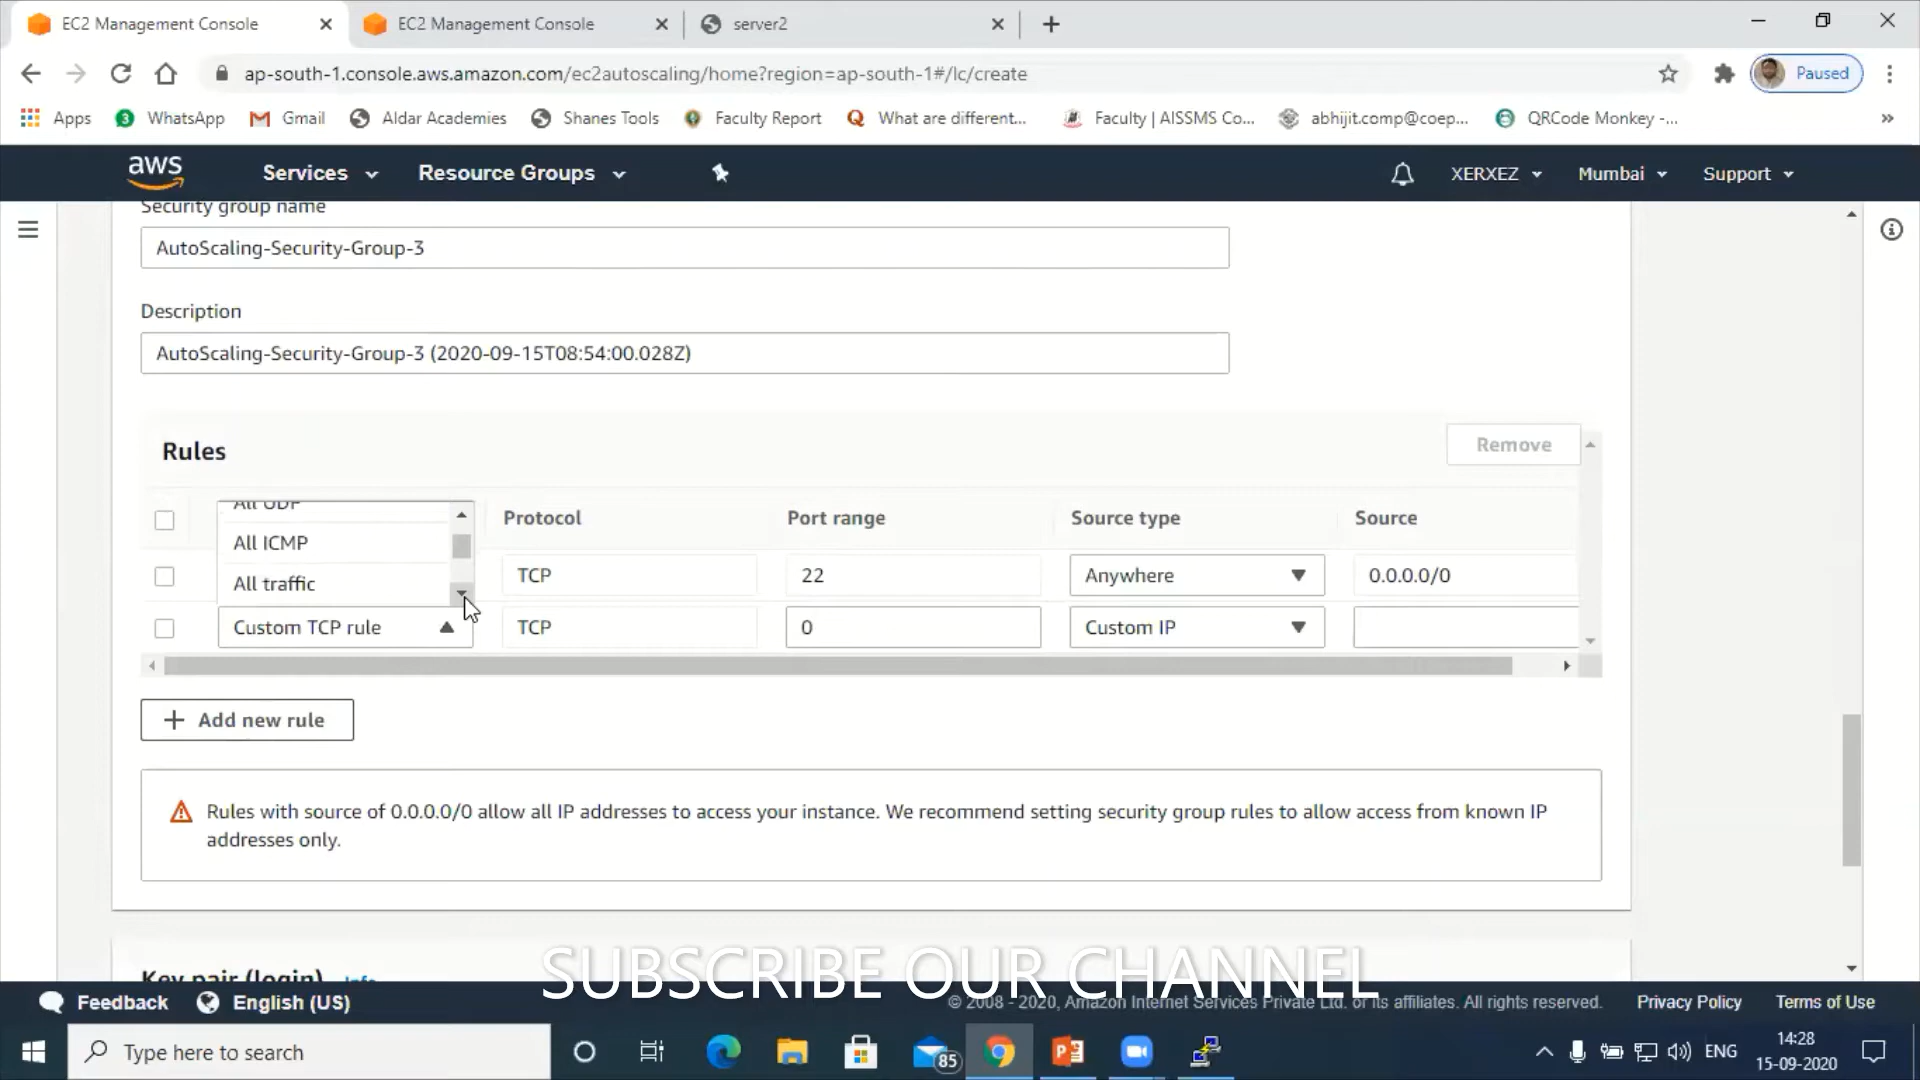 EC2 Management Console
EC2 Management Console
server2
ap-south-1.console.aws.amazon.com/ec2autoscaling/home?region=ap-south-1#/lc/create
Paused
Apps
3 WhatsApp
Gmail
Aldar Academies
Shanes Tools
Faculty Report
What are different...
Faculty | AISSMS Co...
abhijit.comp@coep...
QRCode Monkey -...
»
aws
Services
Resource Groups
XERXEZ
Mumbai
Support
Security group name
AutoScaling-Security-Group-3
Description
AutoScaling-Security-Group-3 (2020-09-15T08:54:00.028Z)
Rules
Remove
All UDP
Protocol
Port range
Source type
Source
All ICMP
All traffic
TCP
22
Anywhere
0.0.0.0/0
Custom TCP rule
TCP
0
Custom IP
+ Add new rule
Rules with source of 0.0.0.0/0 allow all IP addresses to access your instance. We recommend setting security group rules to allow access from known IP
addresses only.
Key pair (login) Info
SUBSCRIBE OUR CHANNEL
Feedback
English (US)
© 2008 - 2020, Amazon Internet Services Private Ltd. or its affiliates. All rights reserved.
Privacy Policy
Terms of Use
Type here to search
85
ENG
14:28
15-09-2020